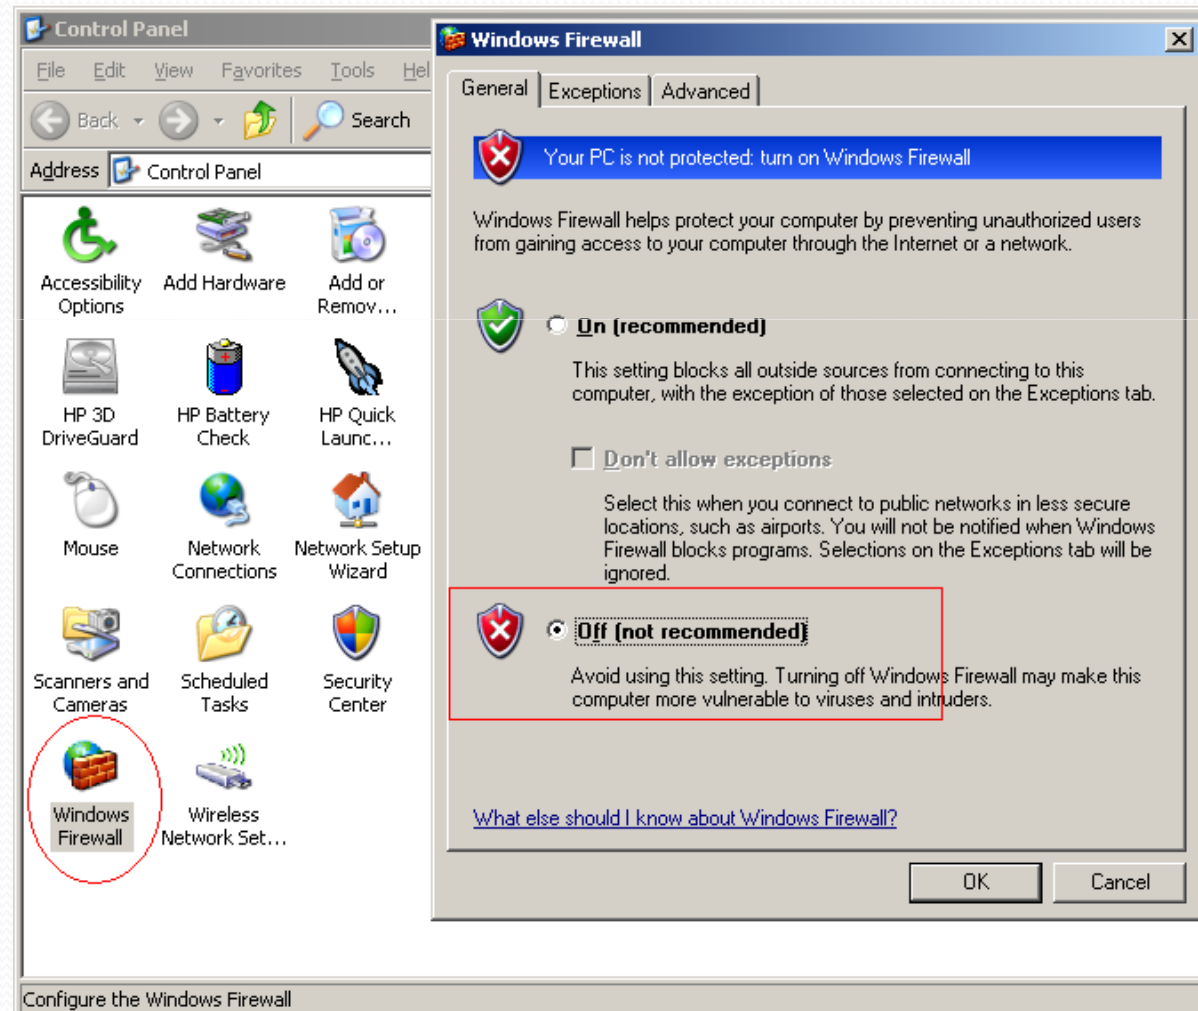 Control Panel
File Edit View Favorites Tools Hel
Back Search
Address Control Panel
Accessibility Options
Add Hardware
Add or Remov...
HP 3D DriveGuard
HP Battery Check
HP Quick Launc...
Mouse
Network Connections
Network Setup Wizard
Scanners and Cameras
Scheduled Tasks
Security Center
Windows Firewall
Wireless Network Set...
Configure the Windows Firewall
Windows Firewall
General Exceptions Advanced
Your PC is not protected: turn on Windows Firewall
Windows Firewall helps protect your computer by preventing unauthorized users
from gaining access to your computer through the Internet or a network.
On (recommended)
This setting blocks all outside sources from connecting to this
computer, with the exception of those selected on the Exceptions tab.
Don't allow exceptions
Select this when you connect to public networks in less secure
locations, such as airports. You will not be notified when Windows
Firewall blocks programs. Selections on the Exceptions tab will be
ignored.
Off (not recommended)
Avoid using this setting. Turning off Windows Firewall may make this
computer more vulnerable to viruses and intruders.
What else should I know about Windows Firewall?
OK Cancel